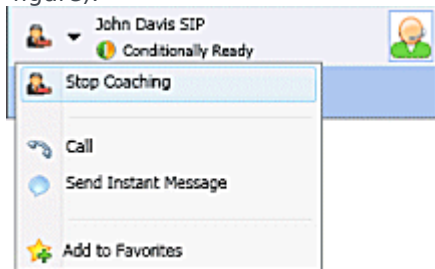 figure).
John Davis SIP
Conditionally Ready
Stop Coaching
Call
Send Instant Message
Add to Favorites